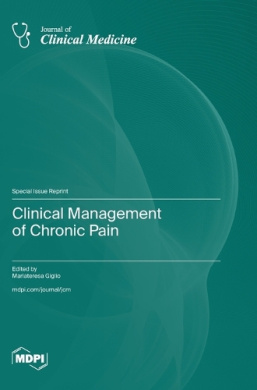 Journal of
Clinical Medicine
Special Issue Reprint
Clinical Management
of Chronic Pain
Edited by
Mariateresa Giglio
mdpi.com/journal/jcm
MDPI